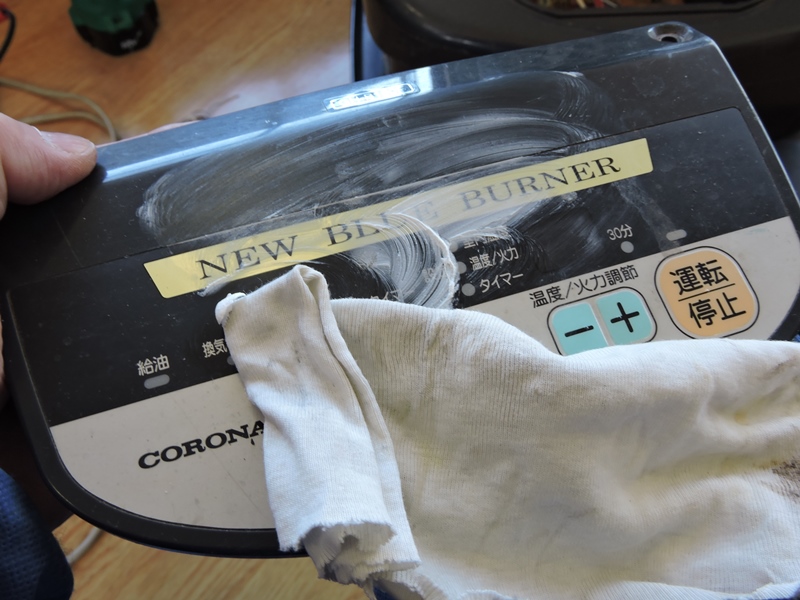 NEW BLUE BURNER
30分
温度/火力
タイマー
温度/火力調節
− +
運転
停止
換気
給油
CORONA